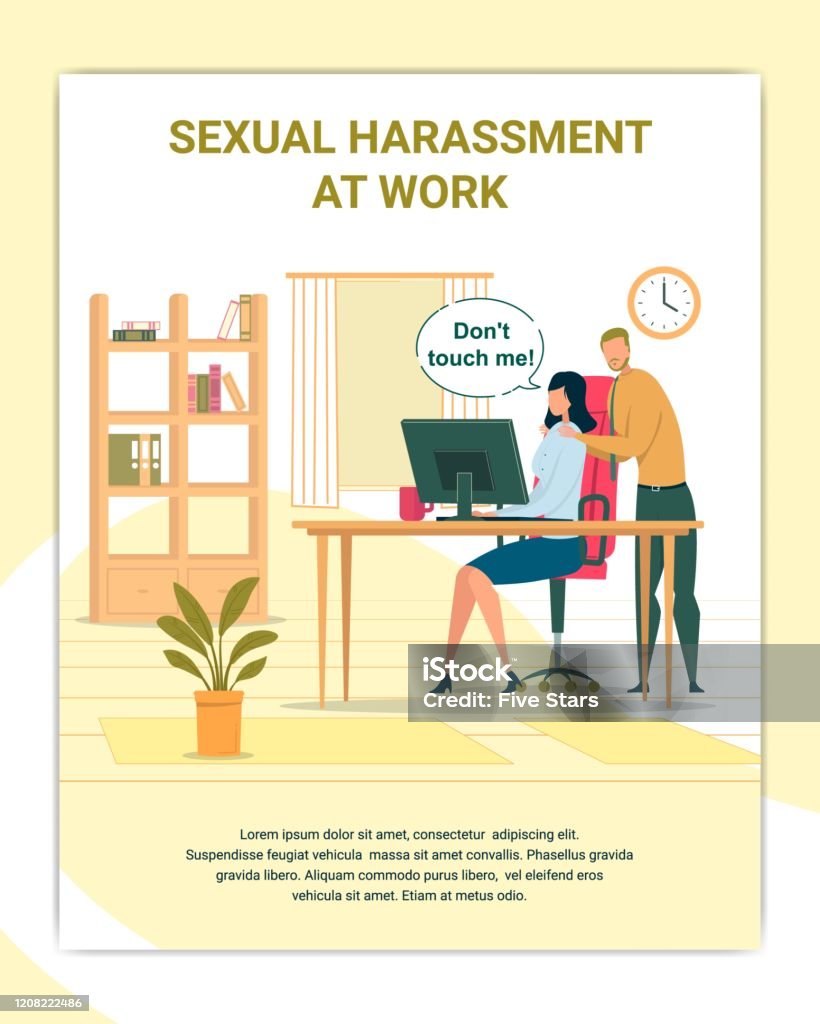 SEXUAL HARASSMENT
AT WORK
Don't
touch me!
iStock™
Credit: Five Stars
Lorem ipsum dolor sit amet, consectetur adipiscing elit.
Suspendisse feugiat vehicula massa sit amet convallis. Phasellus gravida
gravida libero. Aliquam commodo purus libero, vel eleifend eros
vehicula sit amet. Etiam at metus odio.
1208222486